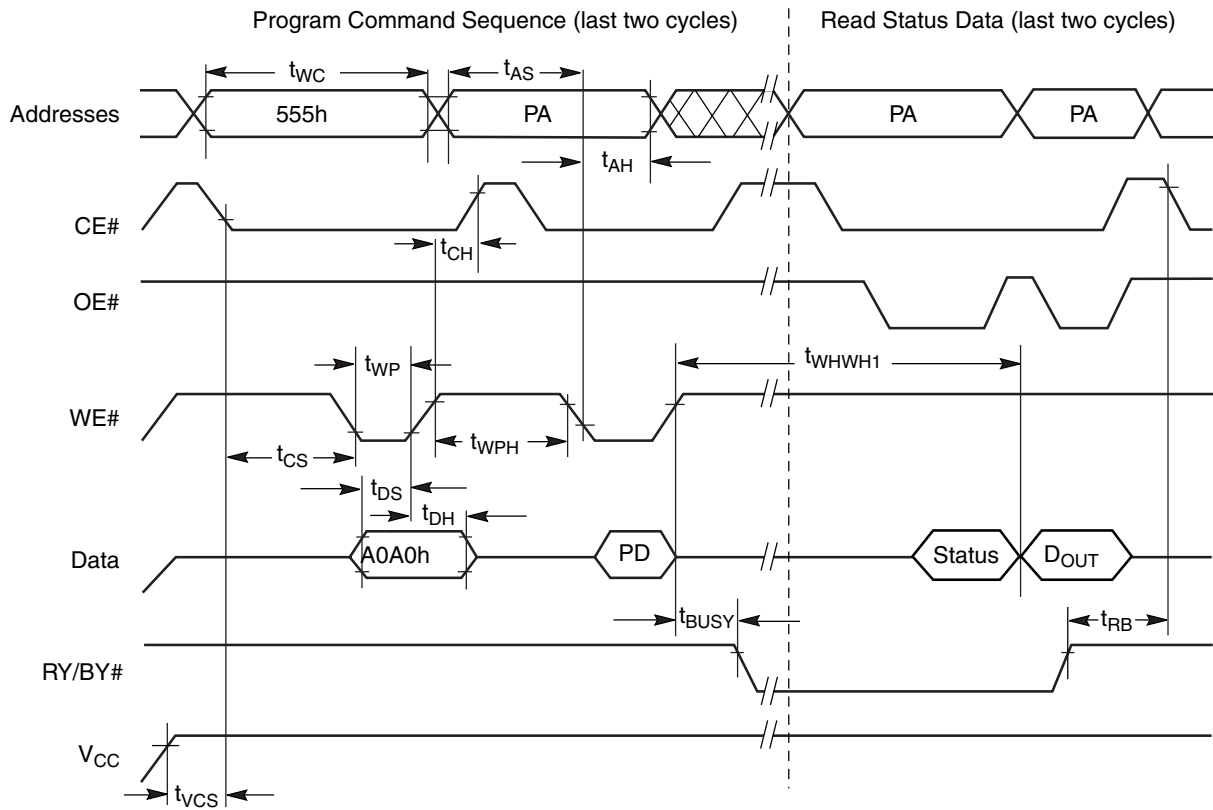 Program Command Sequence (last two cycles) Read Status Data (last two cycles)
tWC tAS
Addresses 555h PA PA PA
tAH
CE#
tCH
OE#
tWP tWHWH1
WE#
tWPH
tCS
tDS
tDH
Data A0A0h PD Status DOUT
tBUSY tRB
RY/BY#
VCC
tVCS